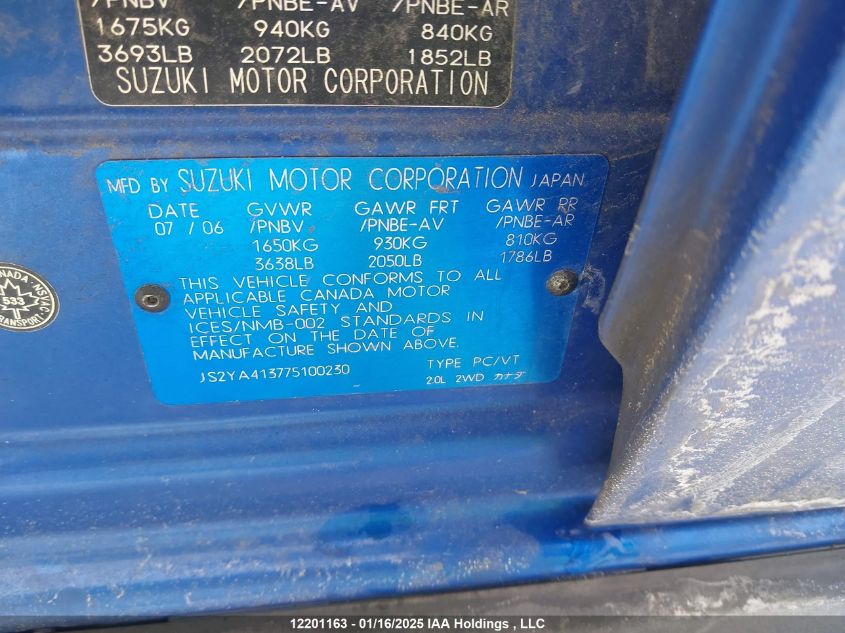 /PNBV /PNBE-AV /PNBE-AR
1675KG 940KG 840KG
3693LB 2072LB 1852LB
SUZUKI MOTOR CORPORATION
MFD BY SUZUKI MOTOR CORPORATION JAPAN
DATE GVWR GAWR FRT GAWR RR
07 / 06 /PNBV /PNBE-AV /PNBE-AR
1650KG 930KG 810KG
3638LB 2050LB 1786LB
THIS VEHICLE CONFORMS TO ALL
APPLICABLE CANADA MOTOR
VEHICLE SAFETY AND
ICES/NMB-002 STANDARDS IN
EFFECT ON THE DATE OF
MANUFACTURE SHOWN ABOVE.
JS2YA413775100230 TYPE PC/VT
2.0L 2WD カナダ
533
TRANSPORT
12201163 - 01/16/2025 IAA Holdings , LLC